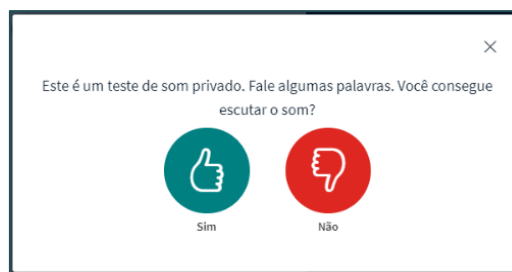 Este é um teste de som privado. Fale algumas palavras. Você consegue
escutar o som?
Sim
Não